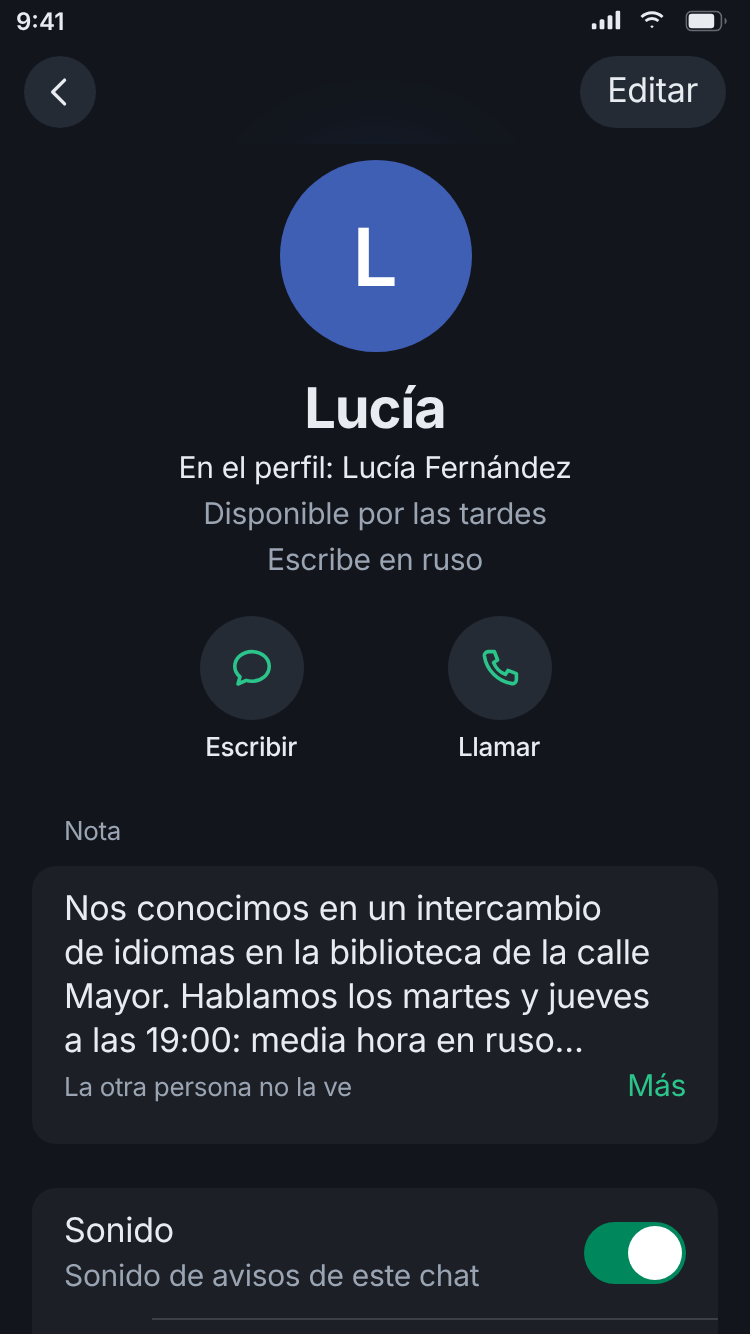 9:41
Editar
L
Lucía
En el perfil: Lucía Fernández
Disponible por las tardes
Escribe en ruso
Escribir
Llamar
Nota
Nos conocimos en un intercambio
de idiomas en la biblioteca de la calle
Mayor. Hablamos los martes y jueves
a las 19:00: media hora en ruso...
La otra persona no la ve
Más
Sonido
Sonido de avisos de este chat